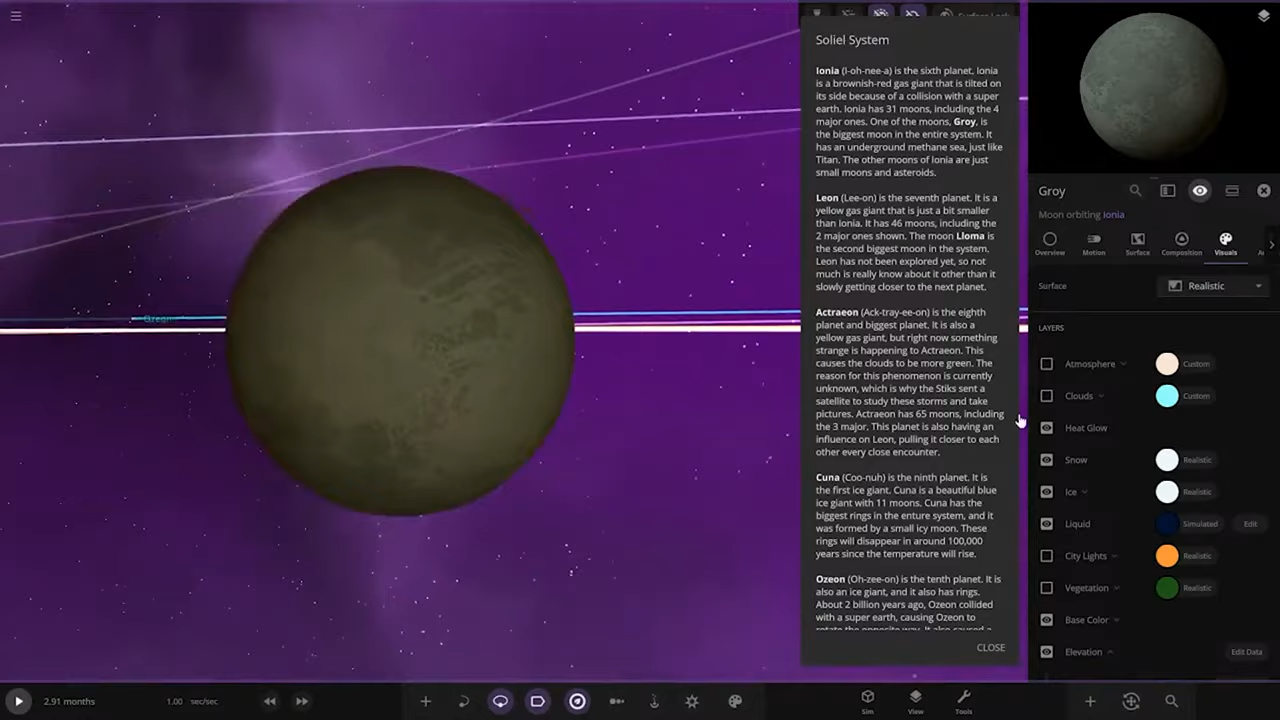 Soliel System
Ionia (I-oh-nee-a) is the sixth planet. Ionia
is a brownish-red gas giant that is tilted on
its side because of a collision with a super
earth. Ionia has 31 moons, including the 4
major ones. One of the moons, Groy, is
the biggest moon in the entire system. It
has an underground methane sea, just like
Titan. The other moons of Ionia are just
small moons and asteroids.
Leon (Lee-on) is the seventh planet. It is a
yellow gas giant that is just a bit smaller
than Ionia. It has 46 moons, including the
2 major ones shown. The moon Lloma is
the second biggest moon in the system.
Leon has not been explored yet, so not
much is really know about it other than it
slowly getting closer to the next planet.
Actraeon (Ack-tray-ee-on) is the eighth
planet and biggest planet. It is also a
yellow gas giant, but right now something
strange is happening to Actraeon. This
causes the clouds to be more green. The
reason for this phenomenon is currently
unknown, which is why the Stiks sent a
satellite to study these storms and take
pictures. Actraeon has 65 moons, including
the 3 major. This planet is also having an
influence on Leon, pulling it closer to each
other every close encounter.
Cuna (Coo-nuh) is the ninth planet. It is
the first ice giant. Cuna is a beautiful blue
ice giant with 11 moons. Cuna has the
biggest rings in the enture system, and it
was formed by a small icy moon. These
rings will disappear in around 100,000
years since the temperature will rise.
Ozeon (Oh-zee-on) is the tenth planet. It is
also an ice giant, and it also has rings.
About 2 billion years ago, Ozeon collided
with a super earth, causing Ozeon to
rotate the opposite way. It also caused a
CLOSE
Groy
Moon orbiting Ionia
Overview Motion Surface Composition Visuals
Surface Realistic
LAYERS
Atmosphere Custom
Clouds Custom
Heat Glow
Snow Realistic
Ice Realistic
Liquid Simulated Edit
City Lights Realistic
Vegetation Realistic
Base Color
Elevation Edit Data
2.91 months 1.00 sec/sec
Sim View Tools